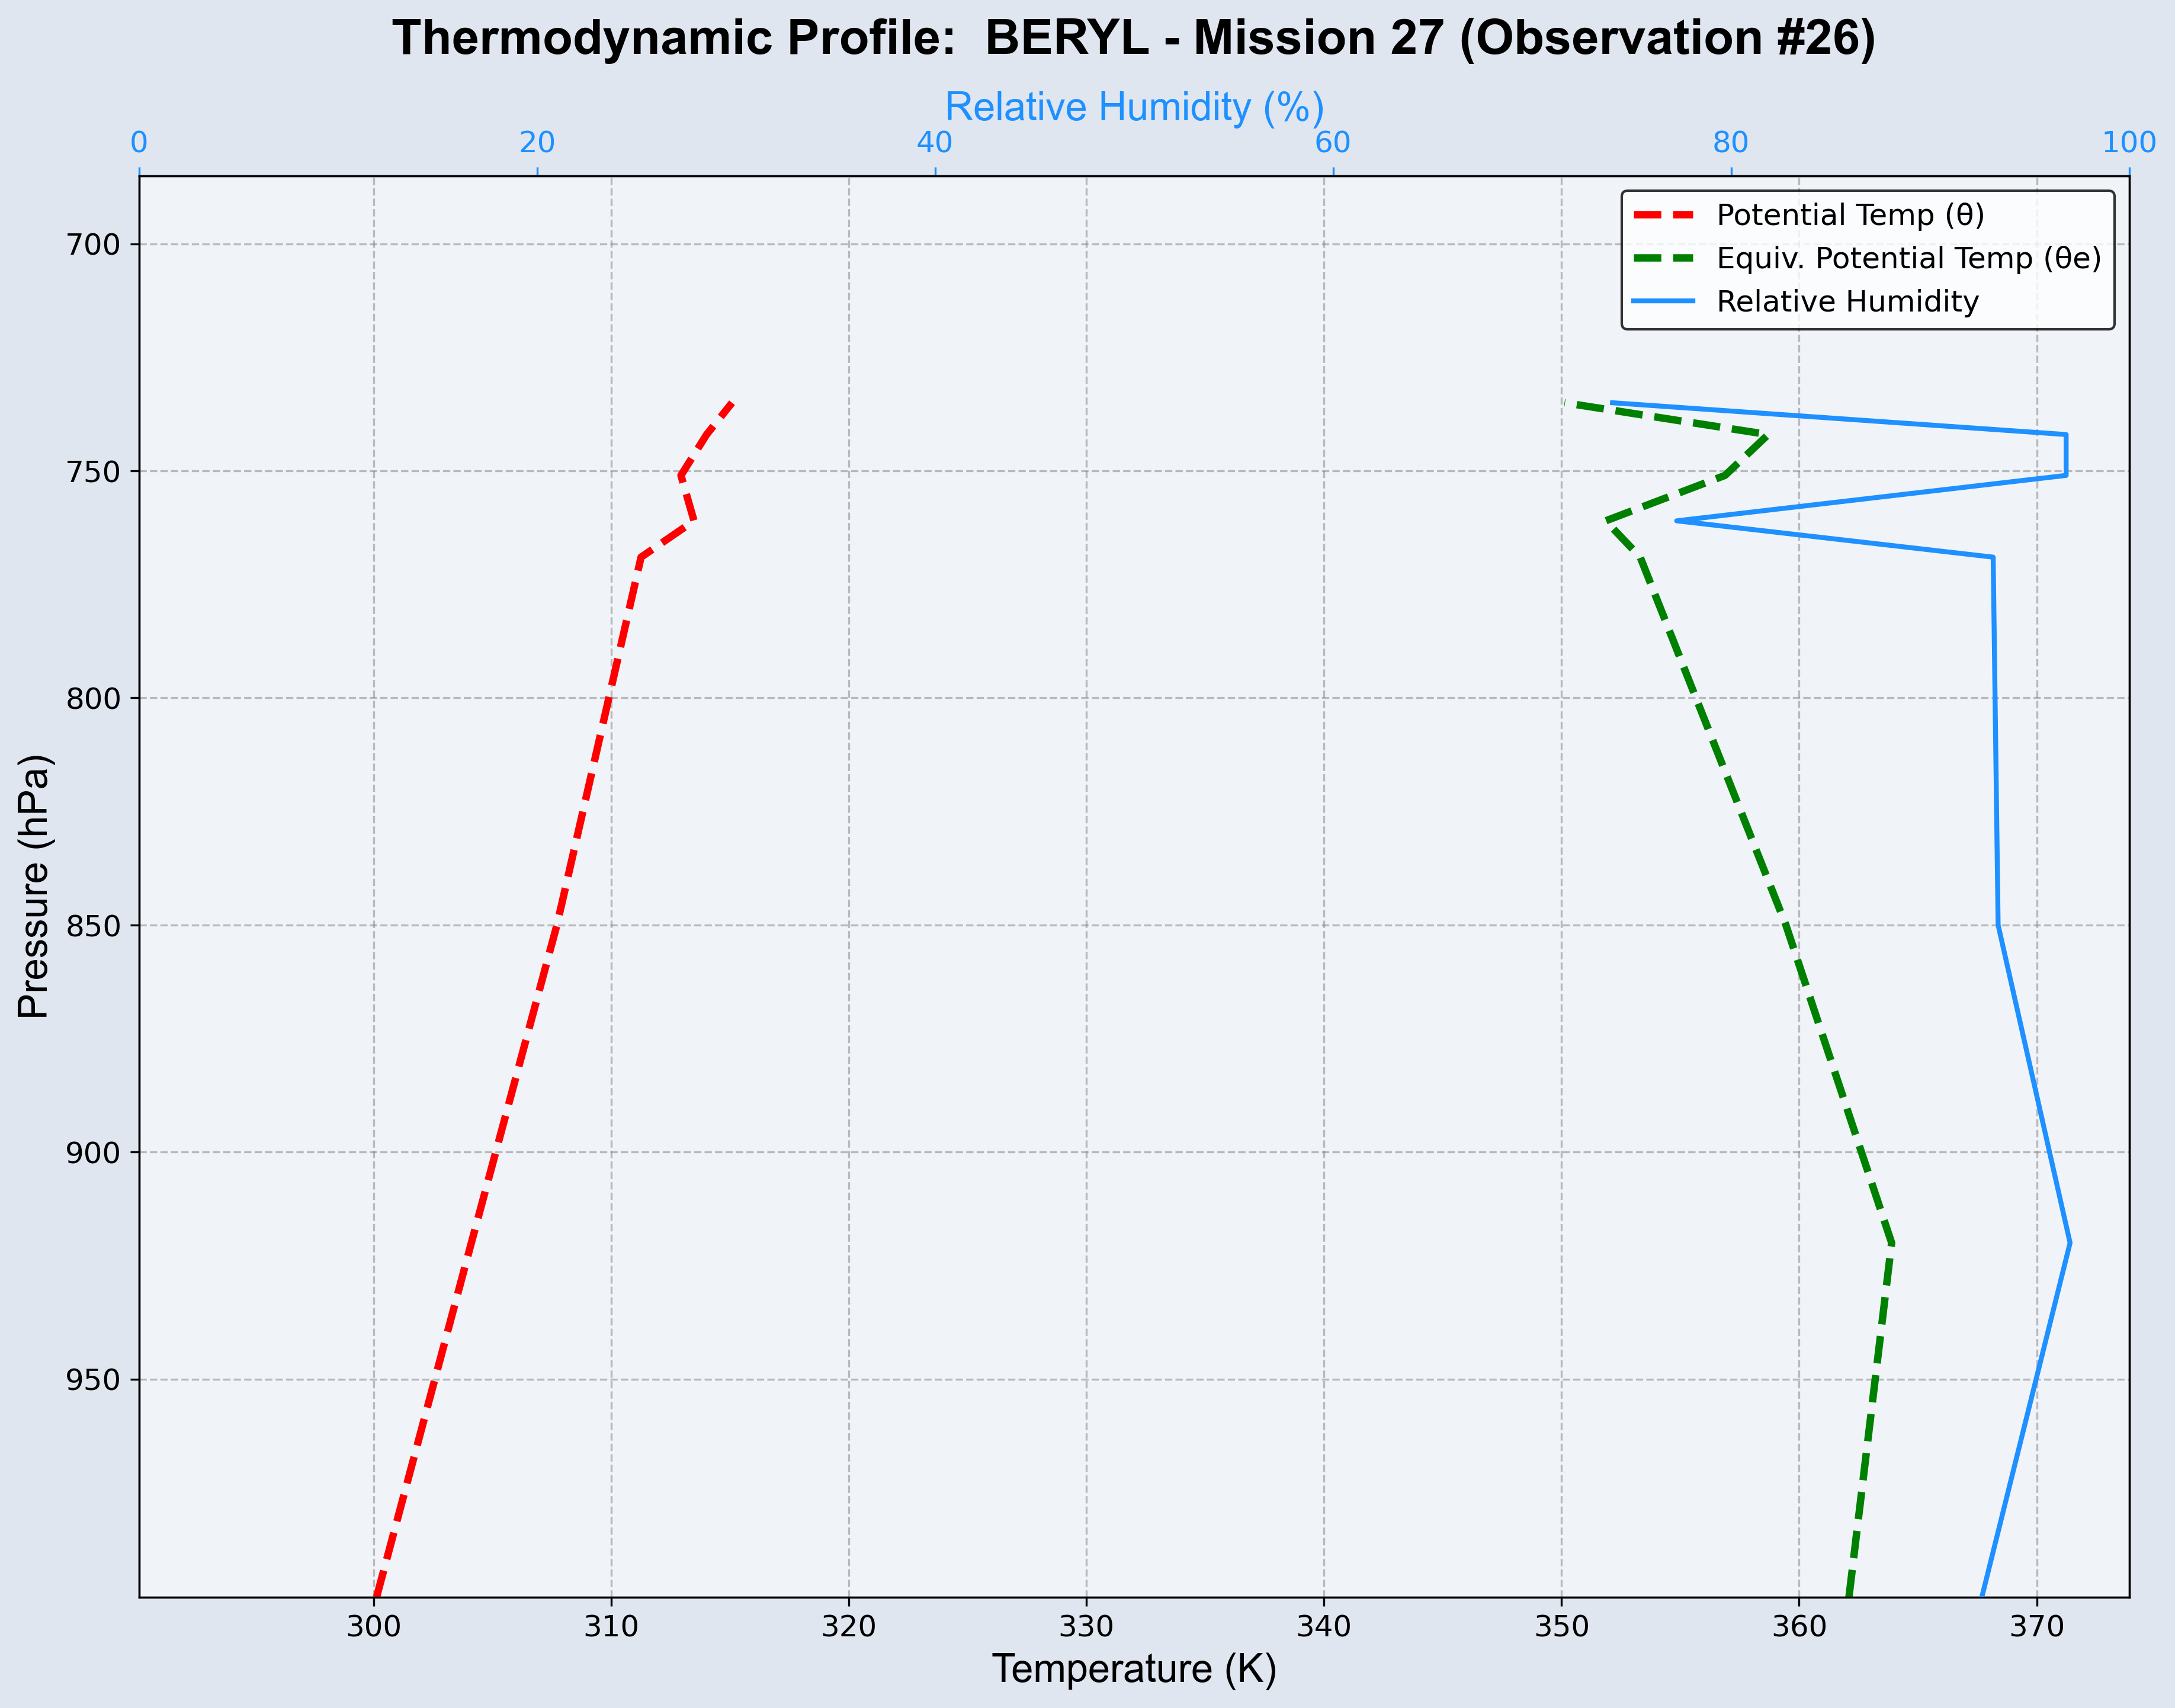 Thermodynamic Profile:  BERYL - Mission 27 (Observation #26)
Relative Humidity (%)
0 20 40 60 80 100
Potential Temp (θ)
Equiv. Potential Temp (θe)
Relative Humidity
700
750
800
850
900
950
Pressure (hPa)
300 310 320 330 340 350 360 370
Temperature (K)